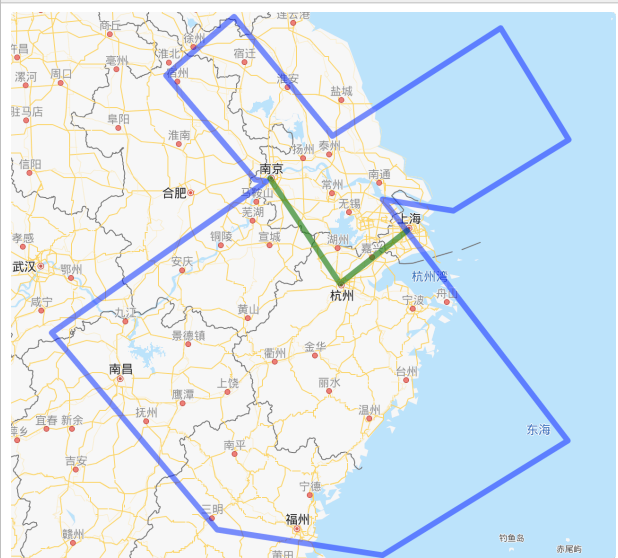 连云港
商丘
徐州
许昌
淮北
宿迁
亳州
宿州
漯河
周口
淮安
盐城
驻马店
阜阳
淮南
扬州
泰州
信阳
南京
合肥
马鞍山
常州
南通
芜湖
无锡
上海
孝感
铜陵
宣城
湖州
嘉兴
武汉
鄂州
安庆
杭州湾
杭州
舟山
咸宁
九江
黄山
宁波
景德镇
衢州
金华
南昌
台州
鹰潭
上饶
丽水
抚州
温州
宜春
新余
萍乡
东海
南平
吉安
宁德
三明
福州
赣州
钓鱼岛
赤尾屿
莆田